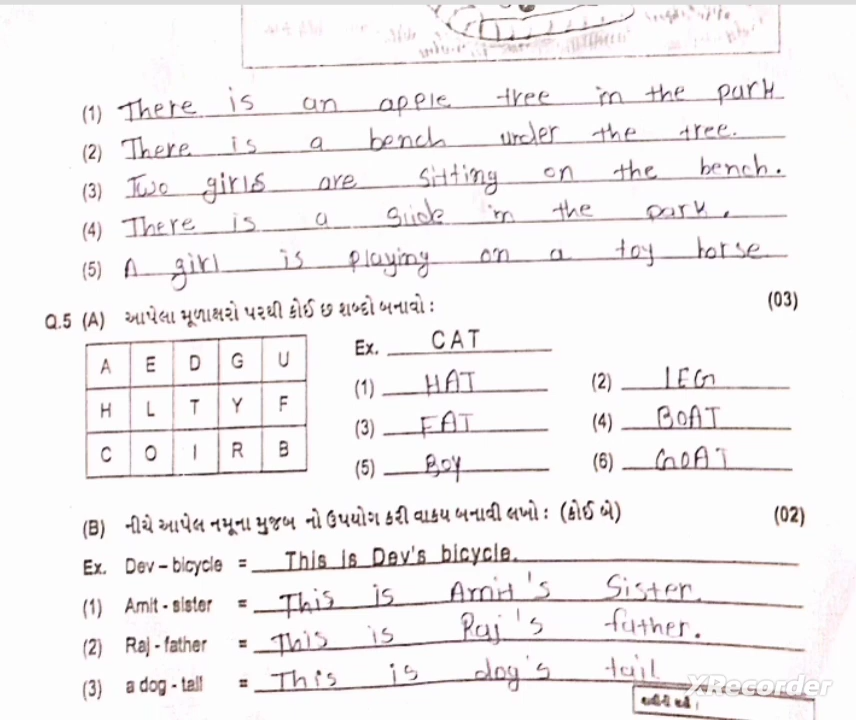 (1) There is an apple tree in the park
(2) There is a bench under the tree.
(3) Two girls are sitting on the bench.
(4) There is a slide in the park.
(5) A girl is playing on a toy horse
Q.5 (A) આપેલા મૂળાક્ષરો પરથી કોઈ છ શબ્દો બનાવો : (03)
A E D G U
H L T Y F
C O I R B
Ex. CAT
(1) HAT (2) LEG
(3) FAT (4) BOAT
(5) BOY (6) GOAT
(B) નીચે આપેલ નમૂના મુજબ નો ઉપયોગ કરી વાકય બનાવી લખો : (કોઈ બે) (02)
Ex. Dev – bicycle = This is Dev's bicycle.
(1) Amit - sister = This is Amit's Sister.
(2) Raj - father = This is Raj's father.
(3) a dog - tail = This is dog's tail
XRecorder